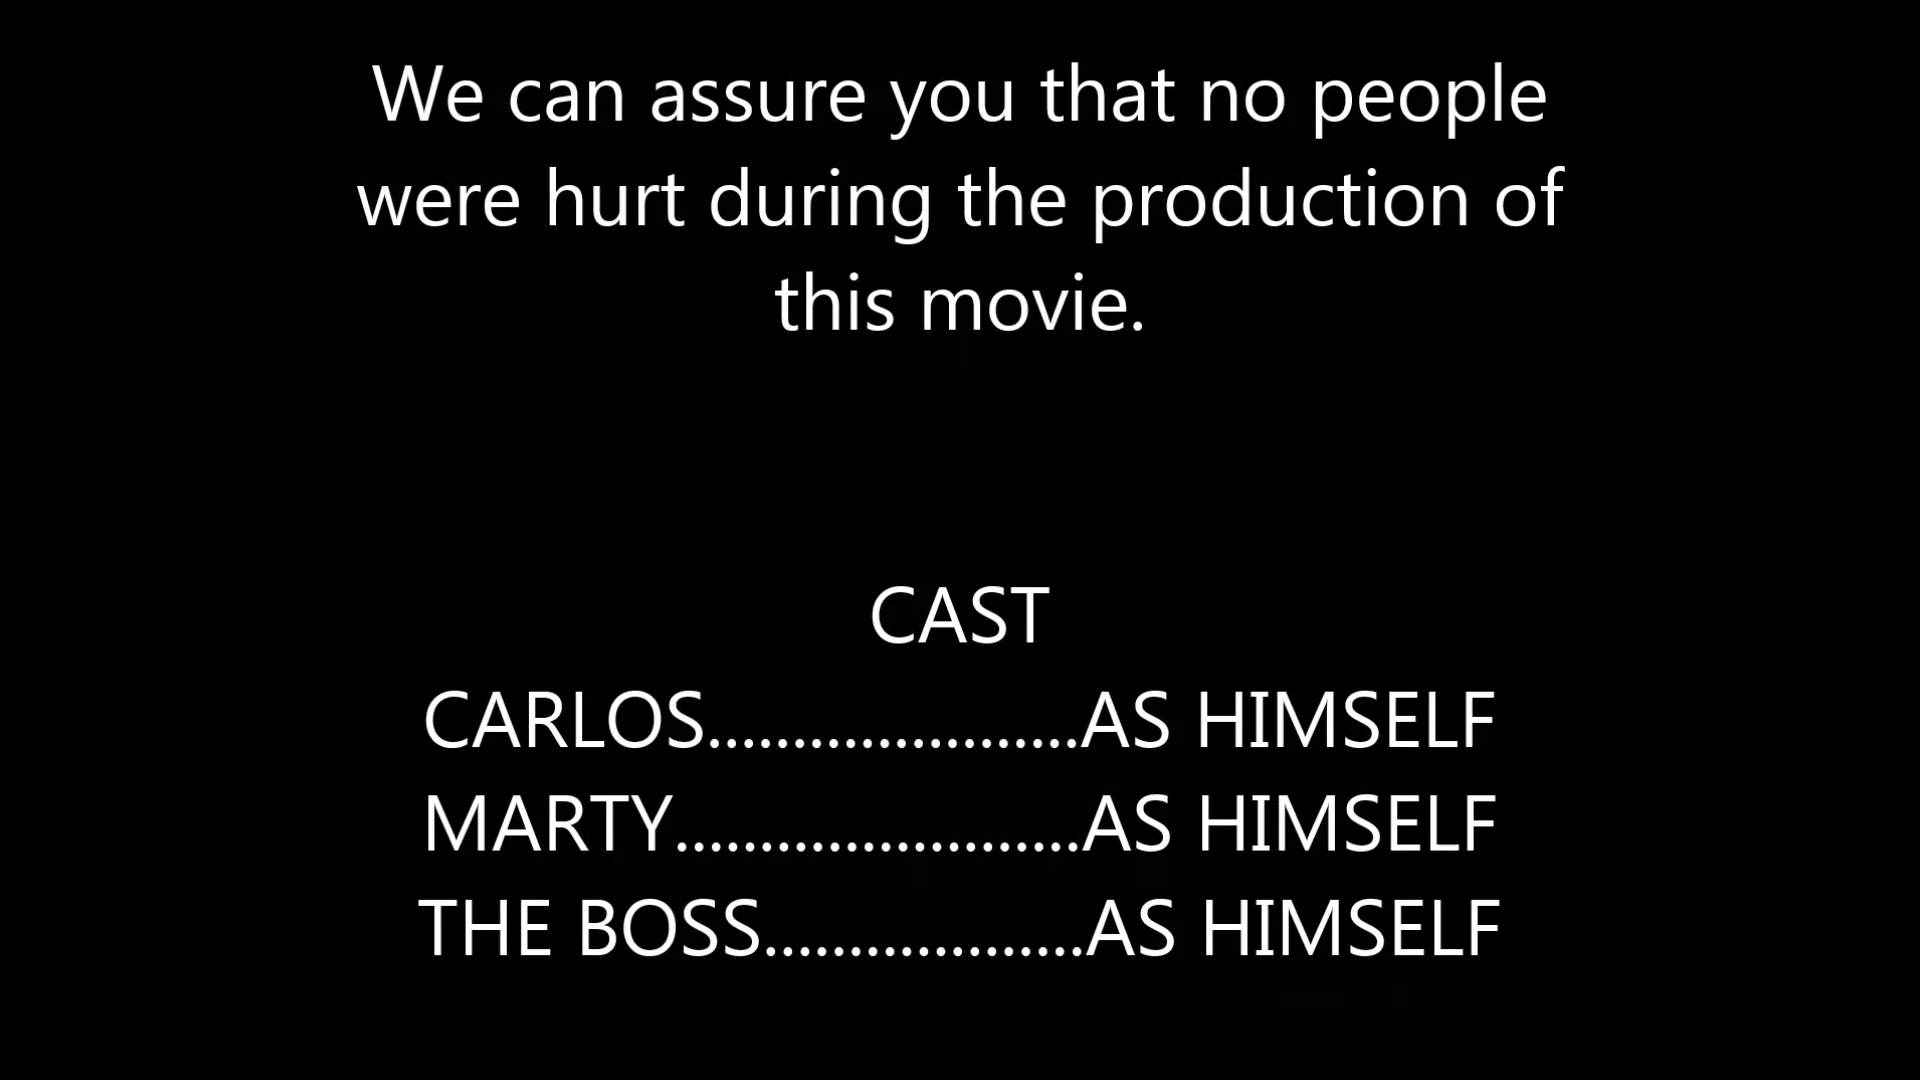 We can assure you that no people
were hurt during the production of
this movie.
CAST
CARLOS......................AS HIMSELF
MARTY........................AS HIMSELF
THE BOSS...................AS HIMSELF